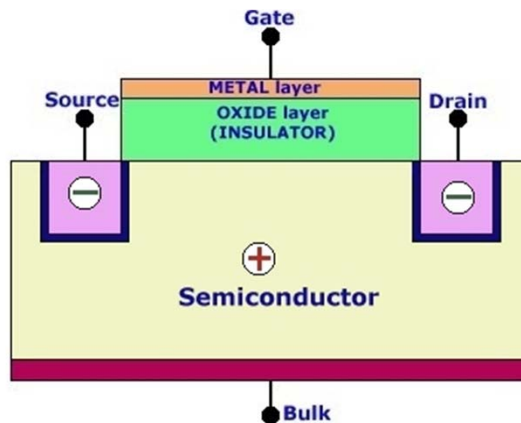 Gate
METAL layer
Source
OXIDE layer
(INSULATOR)
Drain
Semiconductor
Bulk